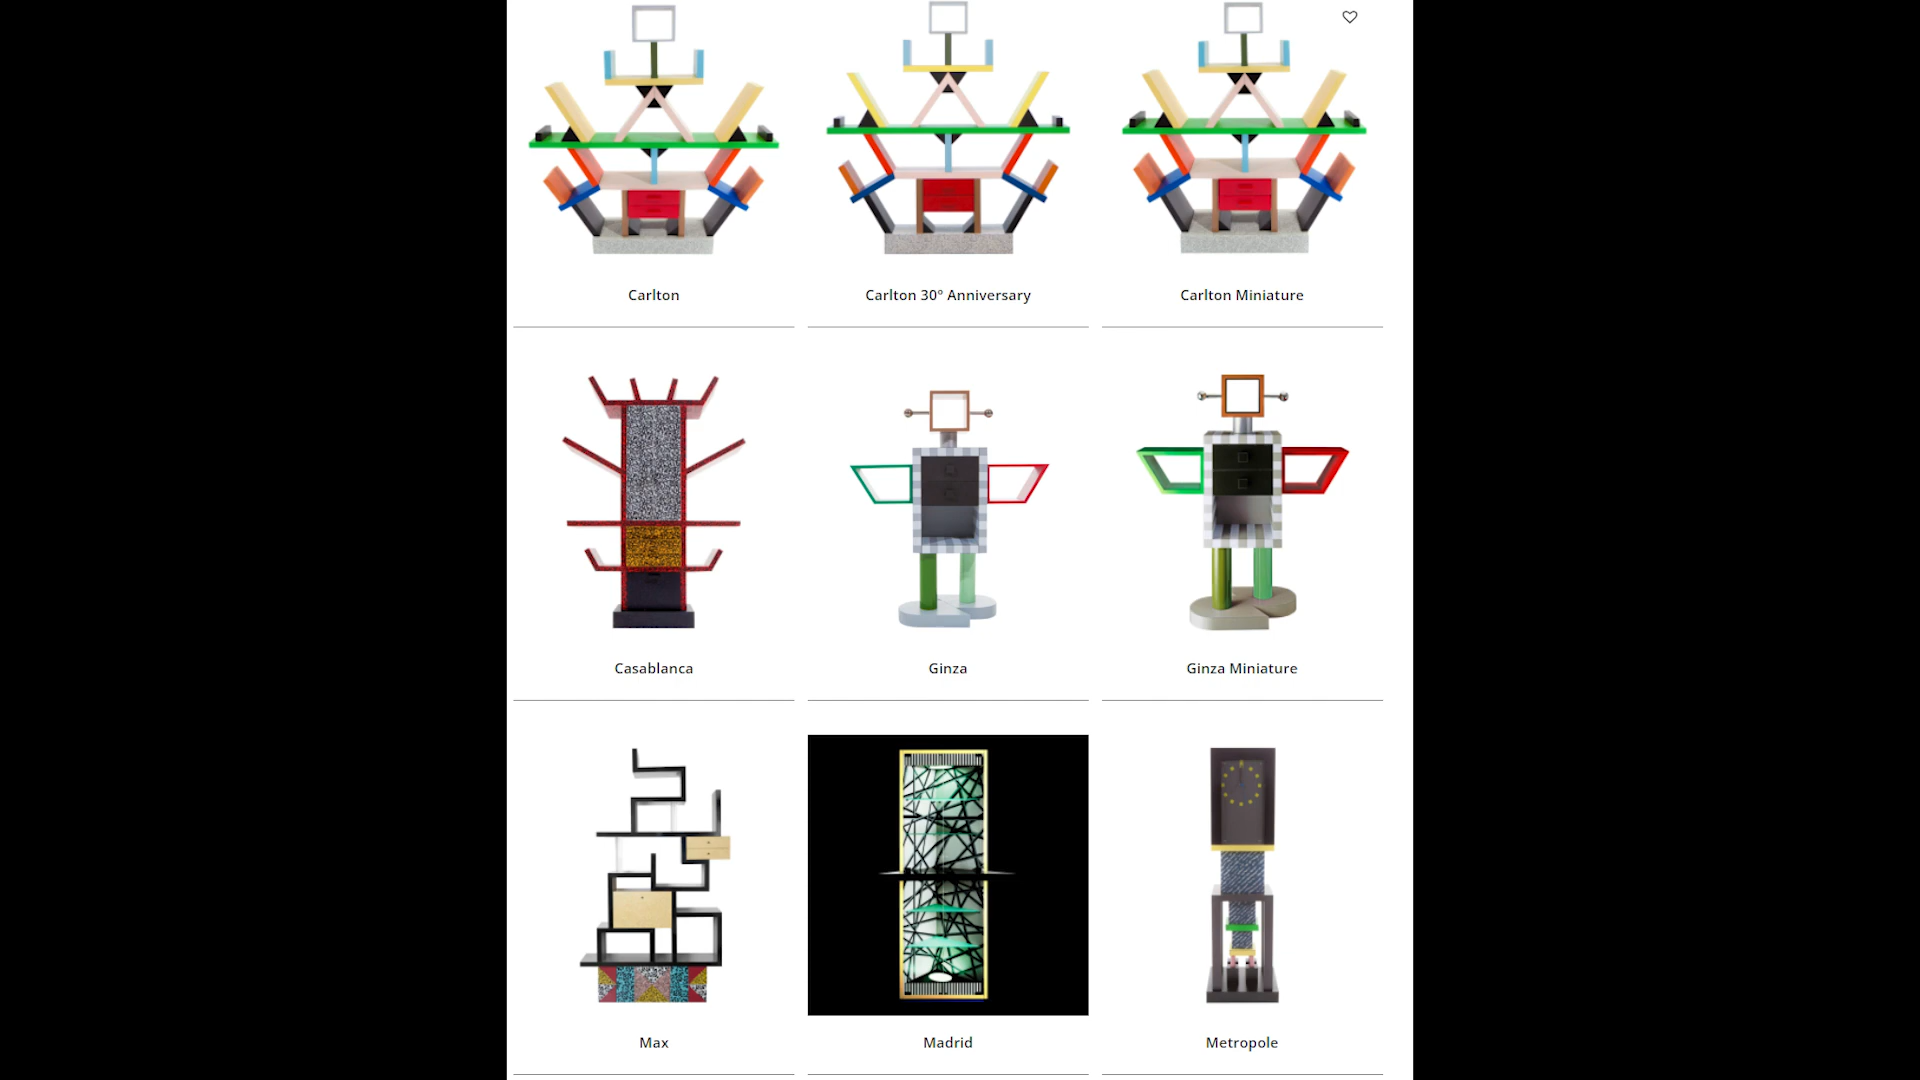 Carlton
Carlton 30° Anniversary
Carlton Miniature
Casablanca
Ginza
Ginza Miniature
Max
Madrid
Metropole